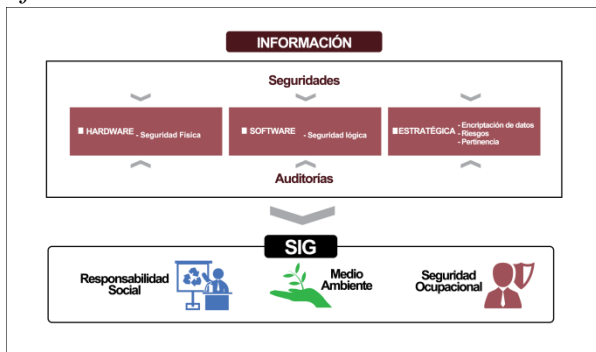 INFORMACIÓN
Seguridades
HARDWARE - Seguridad Física
SOFTWARE - Seguridad lógica
ESTRATÉGICA - Encriptación de datos
- Riesgos
- Pertinencia
Auditorías
SIG
Responsabilidad
Social
Medio
Ambiente
Seguridad
Ocupacional